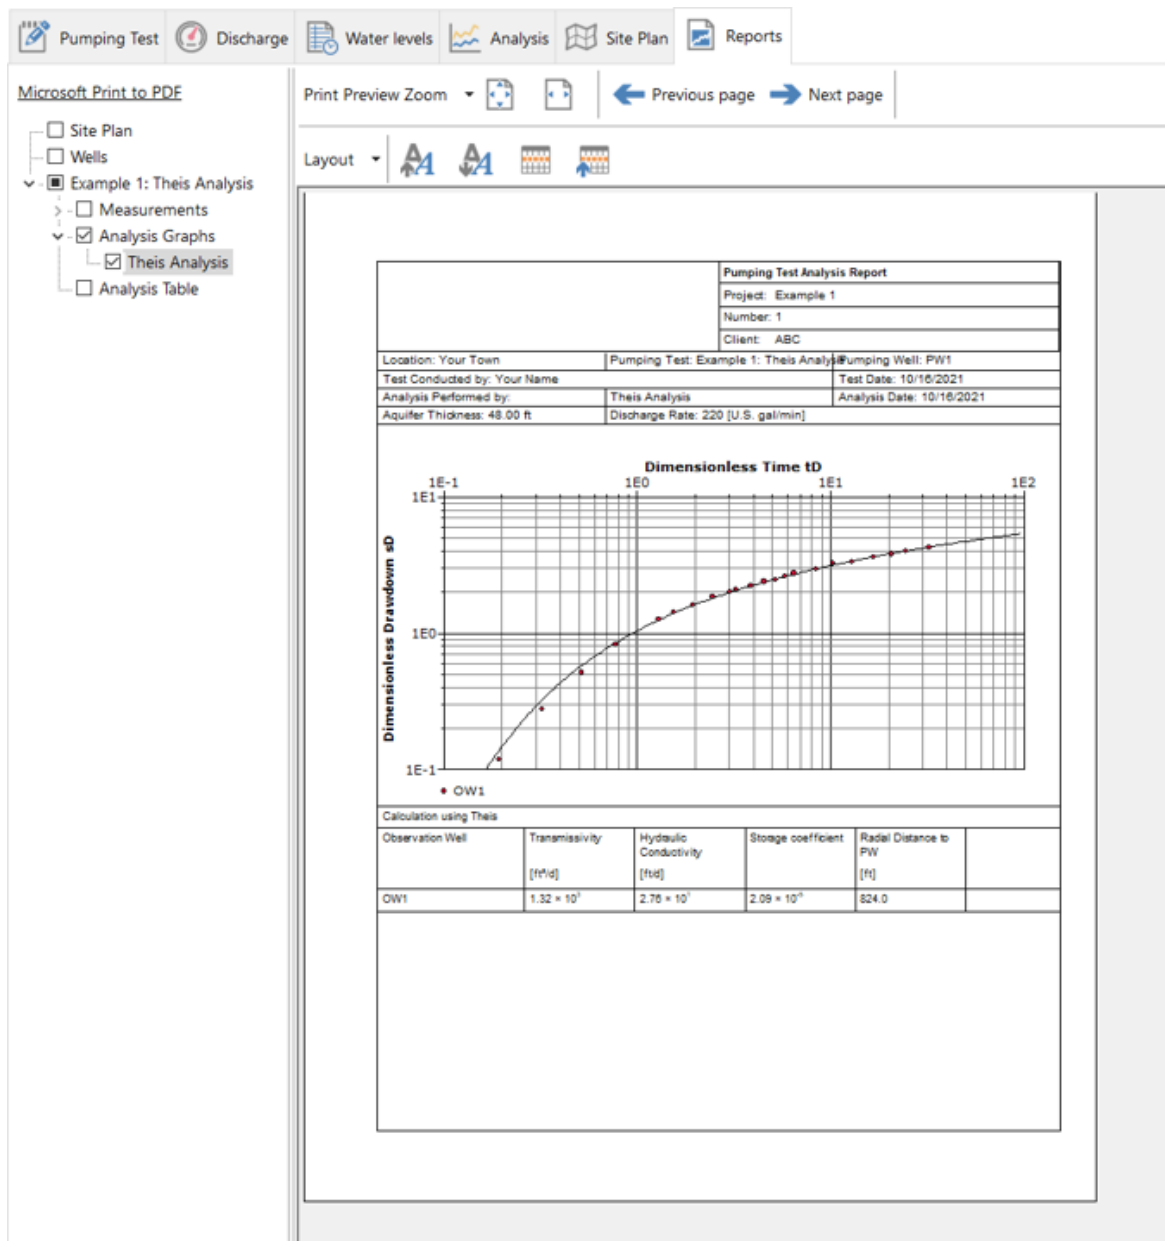 Pumping Test Discharge Water levels Analysis Site Plan Reports
Microsoft Print to PDF
Site Plan
Wells
Example 1: Theis Analysis
Measurements
Analysis Graphs
Theis Analysis
Analysis Table
Print Preview Zoom Previous page Next page
Layout
Pumping Test Analysis Report
Project: Example 1
Number: 1
Client: ABC
Location: Your Town Pumping Test: Example 1: Theis Analysis Pumping Well: PW1
Test Conducted by: Your Name Test Date: 10/16/2021
Analysis Performed by: Theis Analysis Analysis Date: 10/16/2021
Aquifer Thickness: 48.00 ft Discharge Rate: 220 [U.S. gal/min]
Dimensionless Time tD
1E-1 1E0 1E1 1E2
1E1
Dimensionless Drawdown sD
1E0
1E-1
OW1
Calculation using Theis
Observation Well Transmissivity Hydraulic Conductivity Storage coefficient Radial Distance to PW
[ft²/d] [ft/d] [ft]
OW1 1.32 × 10³ 2.76 × 10¹ 824.0